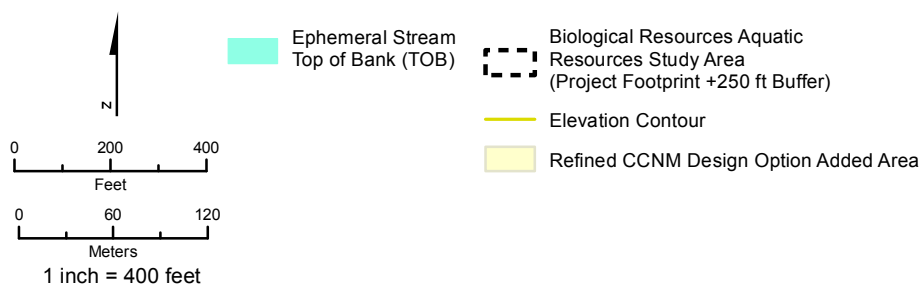 N
0 200 400
Feet
0 60 120
Meters
1 inch = 400 feet
Ephemeral Stream
Top of Bank (TOB)
Biological Resources Aquatic
Resources Study Area
(Project Footprint +250 ft Buffer)
Elevation Contour
Refined CCNM Design Option Added Area